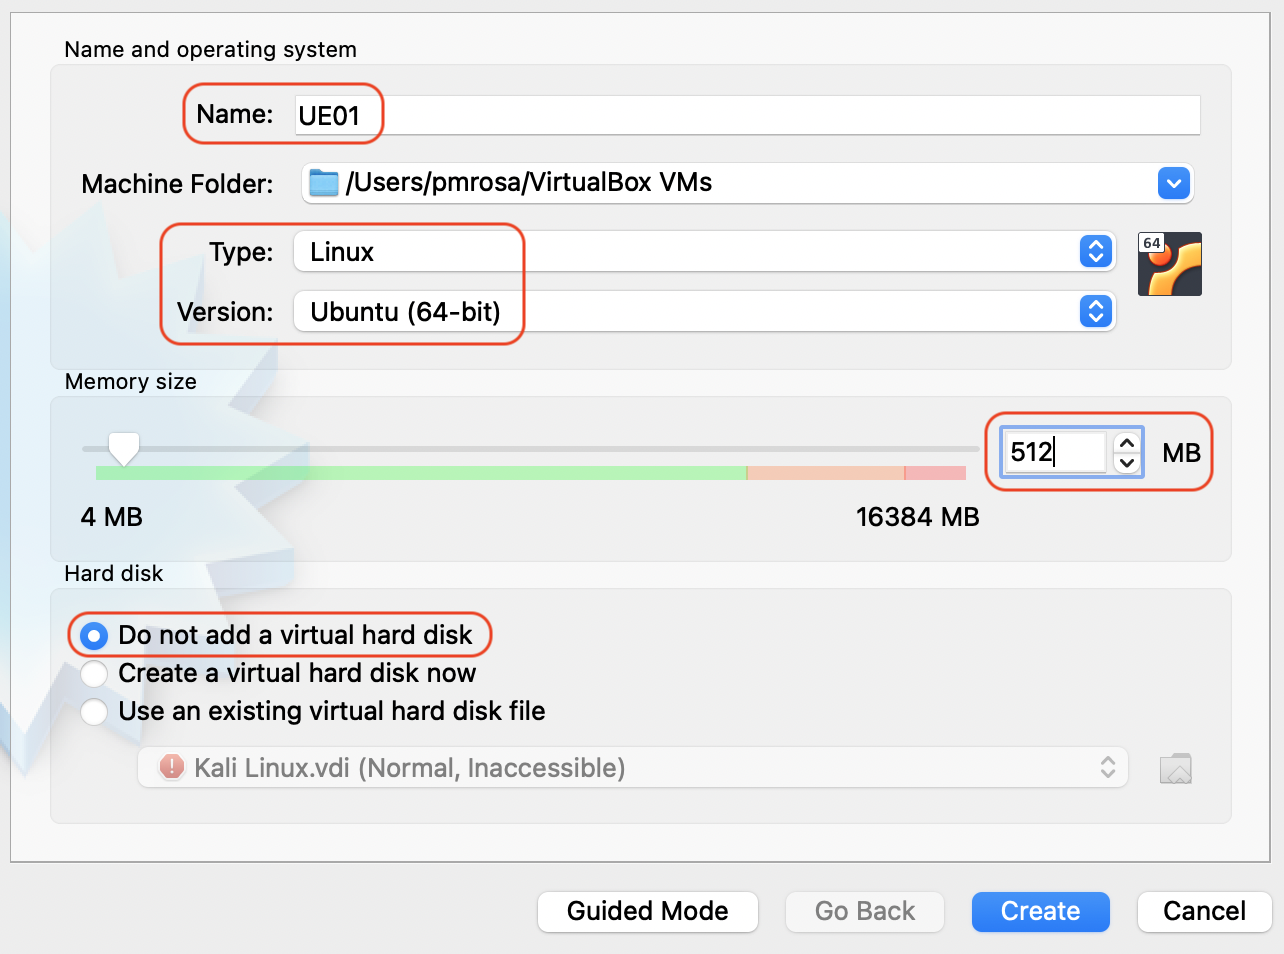 Name and operating system
Name: UE01
Machine Folder: /Users/pmrosa/VirtualBox VMs
Type: Linux
64
Version: Ubuntu (64-bit)
Memory size
512 MB
4 MB 16384 MB
Hard disk
Do not add a virtual hard disk
Create a virtual hard disk now
Use an existing virtual hard disk file
Kali Linux.vdi (Normal, Inaccessible)
Guided Mode Go Back Create Cancel